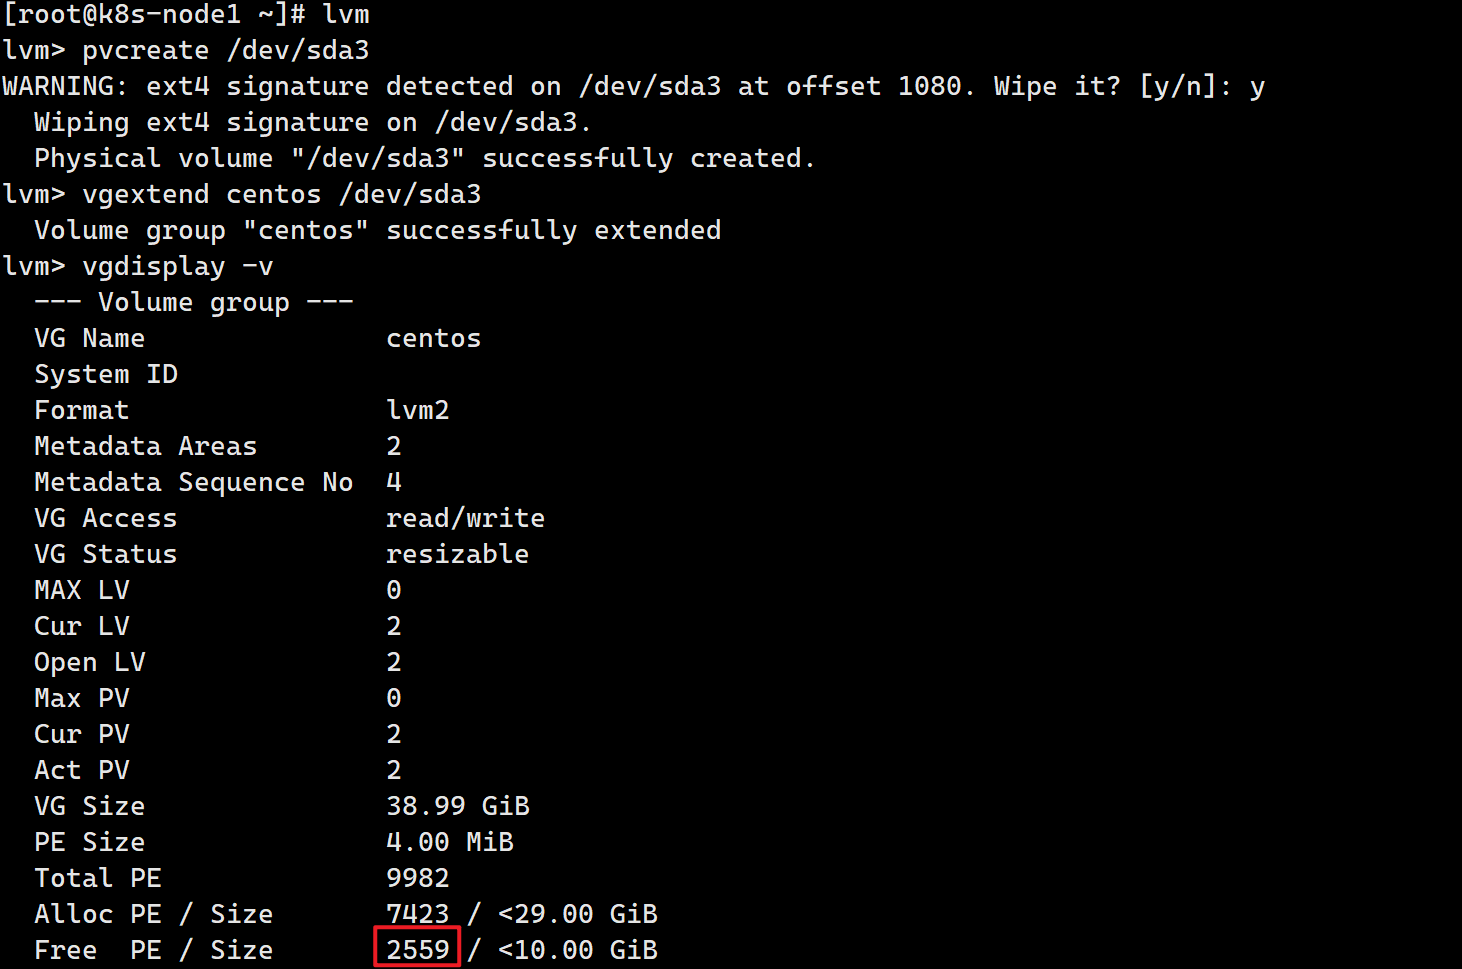 [root@k8s-node1 ~]# lvm
lvm> pvcreate /dev/sda3
WARNING: ext4 signature detected on /dev/sda3 at offset 1080. Wipe it? [y/n]: y
  Wiping ext4 signature on /dev/sda3.
  Physical volume "/dev/sda3" successfully created.
lvm> vgextend centos /dev/sda3
  Volume group "centos" successfully extended
lvm> vgdisplay -v
  --- Volume group ---
  VG Name               centos
  System ID
  Format                lvm2
  Metadata Areas        2
  Metadata Sequence No  4
  VG Access             read/write
  VG Status             resizable
  MAX LV                0
  Cur LV                2
  Open LV               2
  Max PV                0
  Cur PV                2
  Act PV                2
  VG Size               38.99 GiB
  PE Size               4.00 MiB
  Total PE              9982
  Alloc PE / Size       7423 / <29.00 GiB
  Free  PE / Size       2559 / <10.00 GiB